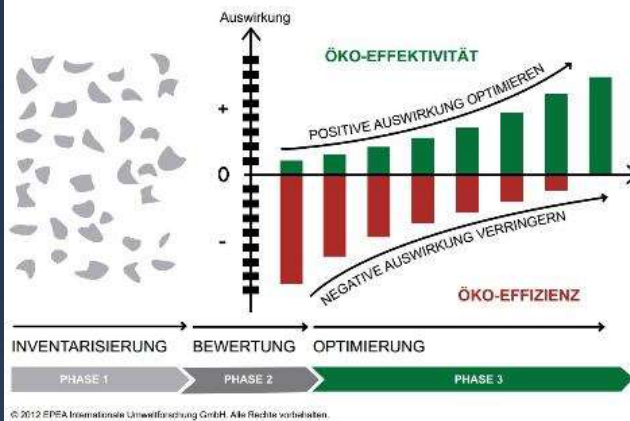 Auswirkung
ÖKO-EFFEKTIVITÄT
POSITIVE AUSWIRKUNG OPTIMIEREN
+
0
-
NEGATIVE AUSWIRKUNG VERRINGERN
ÖKO-EFFIZIENZ
INVENTARISIERUNG BEWERTUNG OPTIMIERUNG
PHASE 1 PHASE 2 PHASE 3
© 2012 EPEA Internationale Umweltforschung GmbH. Alle Rechte vorbehalten.